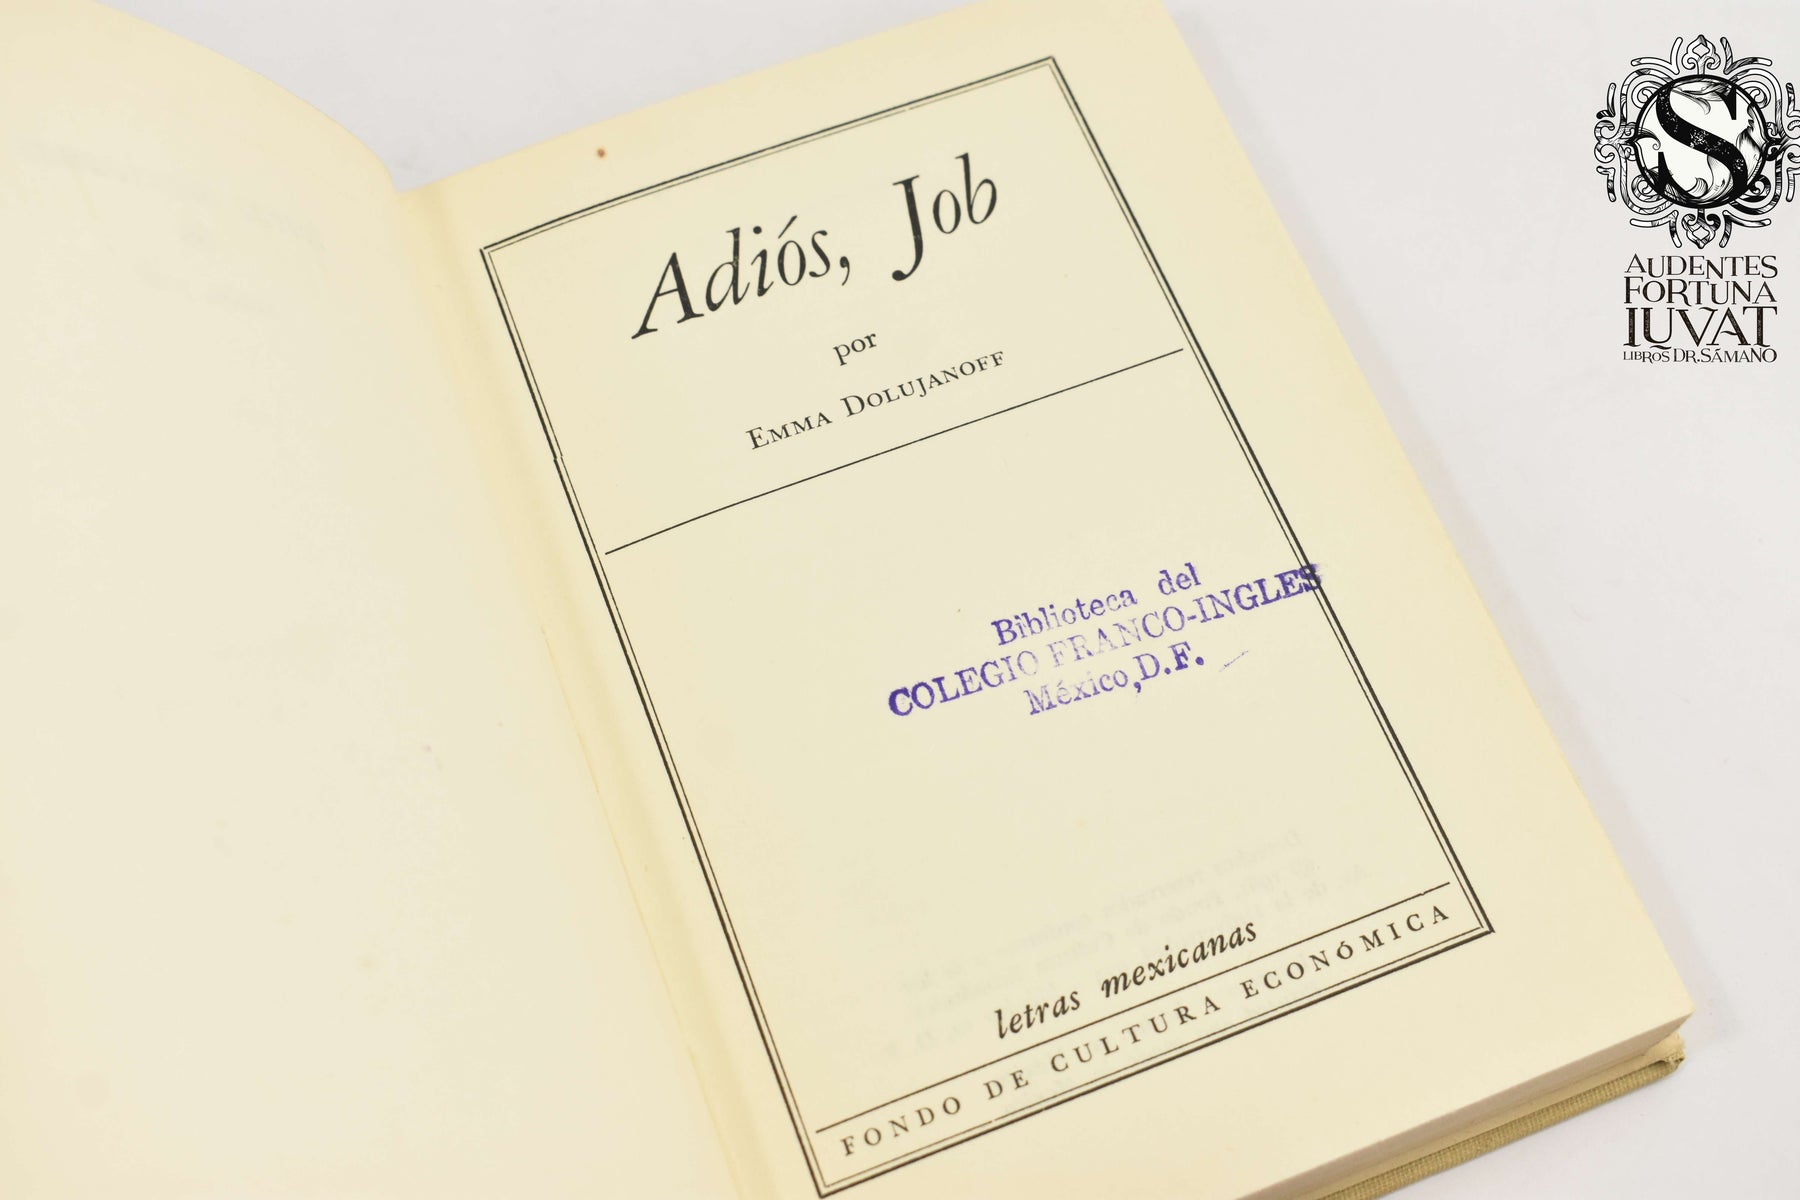 Adiós, Job
por
EMMA DOLUJANOFF
Biblioteca del
COLEGIO FRANCO-INGLES
México, D.F.
letras mexicanas
FONDO DE CULTURA ECONÓMICA
S
AUDENTES
FORTUNA
IUVAT
LIBROS DR. SÁMANO